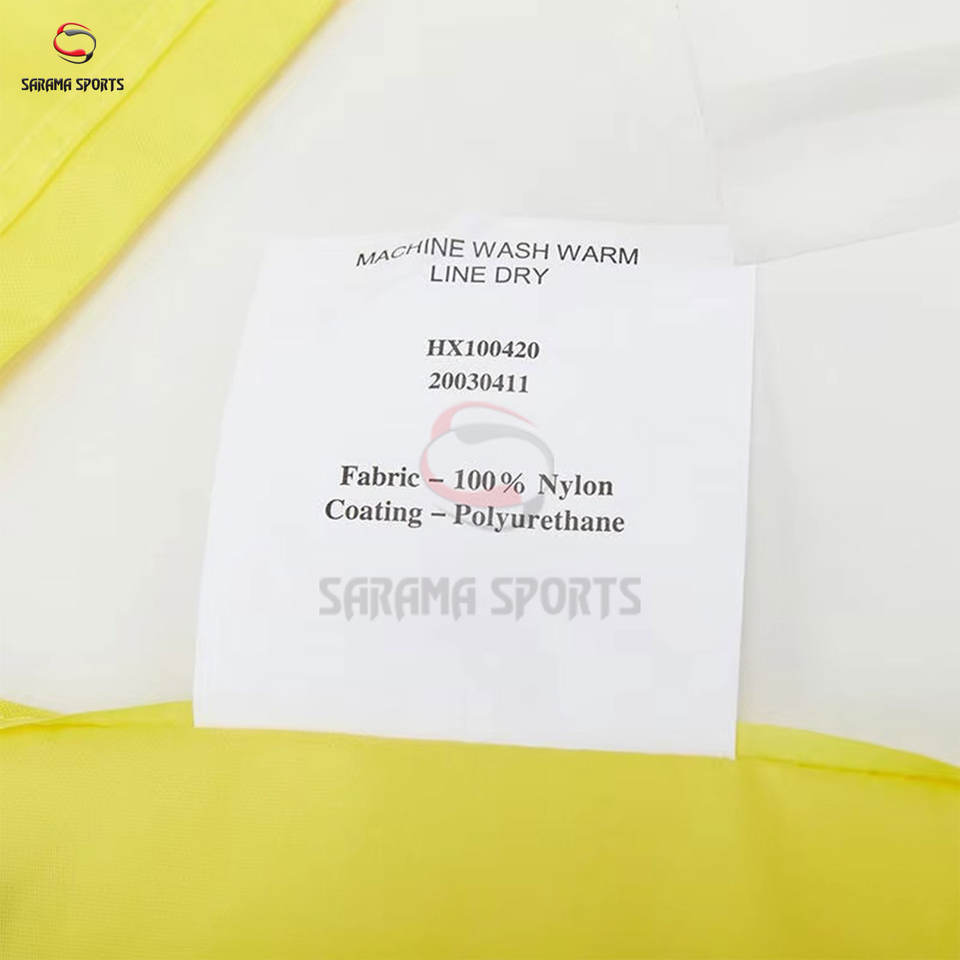 SARAMA SPORTS
MACHINE WASH WARM
LINE DRY
HX100420
20030411
Fabric – 100% Nylon
Coating – Polyurethane
SARAMA SPORTS